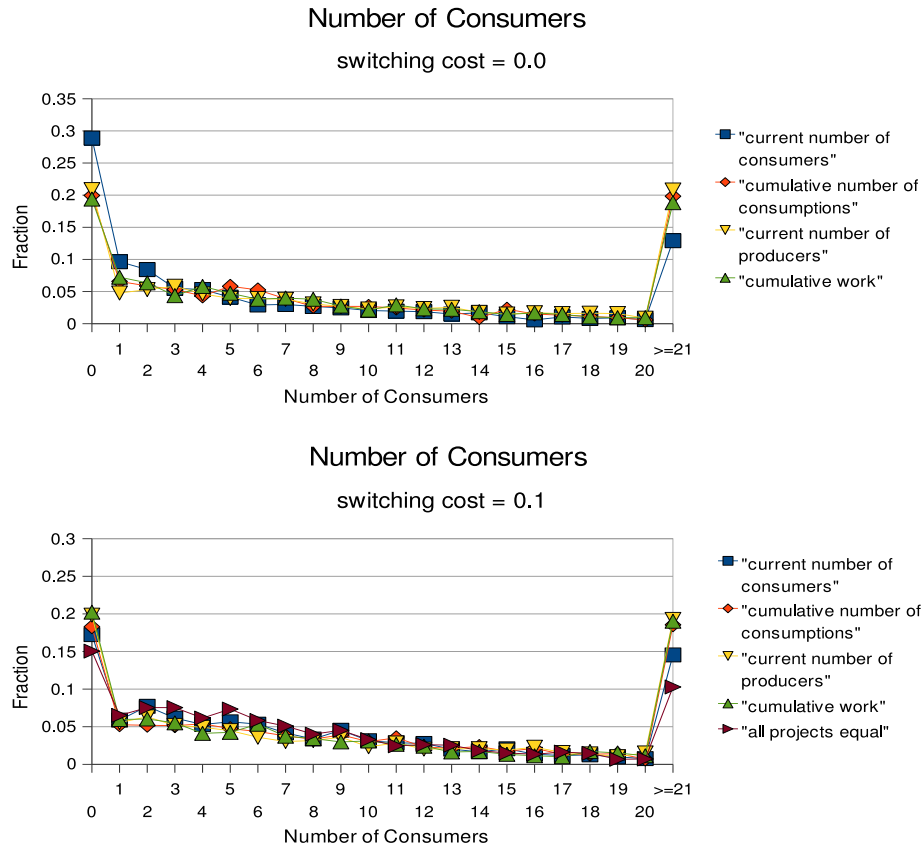 Number of Consumers
switching cost = 0.0
0.35
0.3
0.25
0.2
0.15
0.1
0.05
0
Fraction
1 3 5 7 9 11 13 15 17 19 >=21
0 2 4 6 8 10 12 14 16 18 20
Number of Consumers
"current number of
consumers"
"cumulative number of
consumptions"
"current number of
producers"
"cumulative work"
Number of Consumers
switching cost = 0.1
0.3
0.25
0.2
0.15
0.1
0.05
0
Fraction
1 3 5 7 9 11 13 15 17 19 >=21
0 2 4 6 8 10 12 14 16 18 20
Number of Consumers
"current number of
consumers"
"cumulative number of
consumptions"
"current number of
producers"
"cumulative work"
"all projects equal"